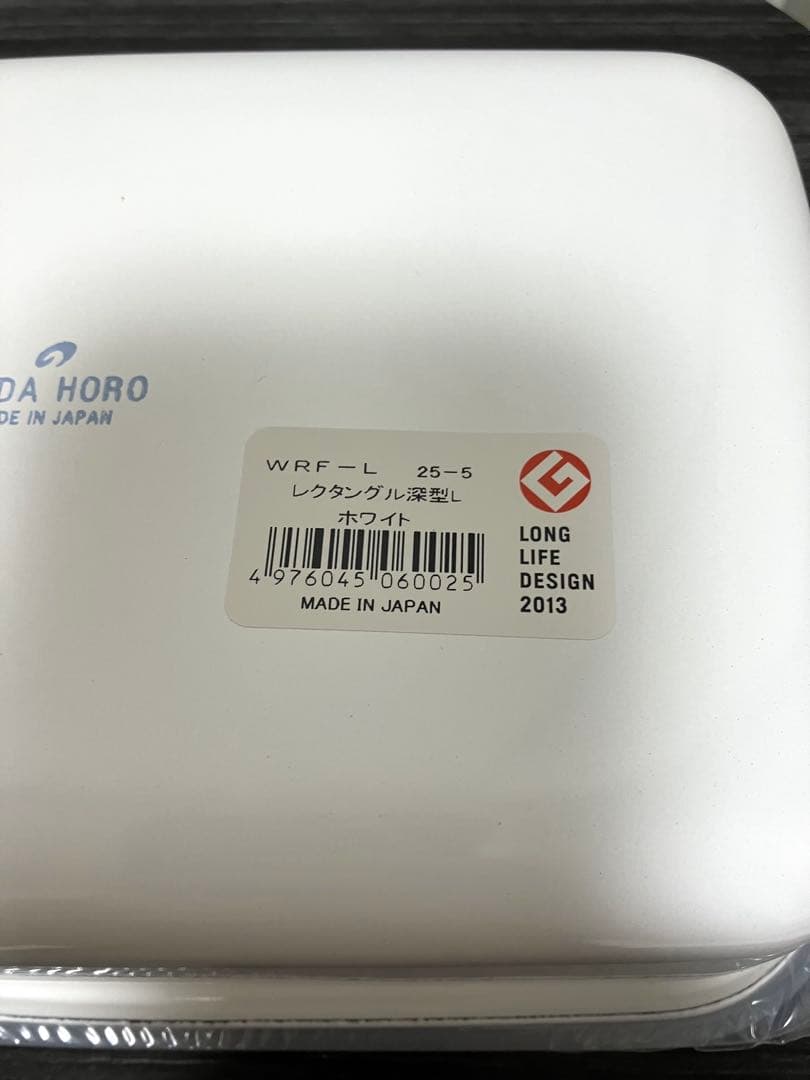 DA HORO
DE IN JAPAN
WRF-L 25-5
レクタングル深型L
ホワイト
4 976045 060025
MADE IN JAPAN
LONG
LIFE
DESIGN
2013